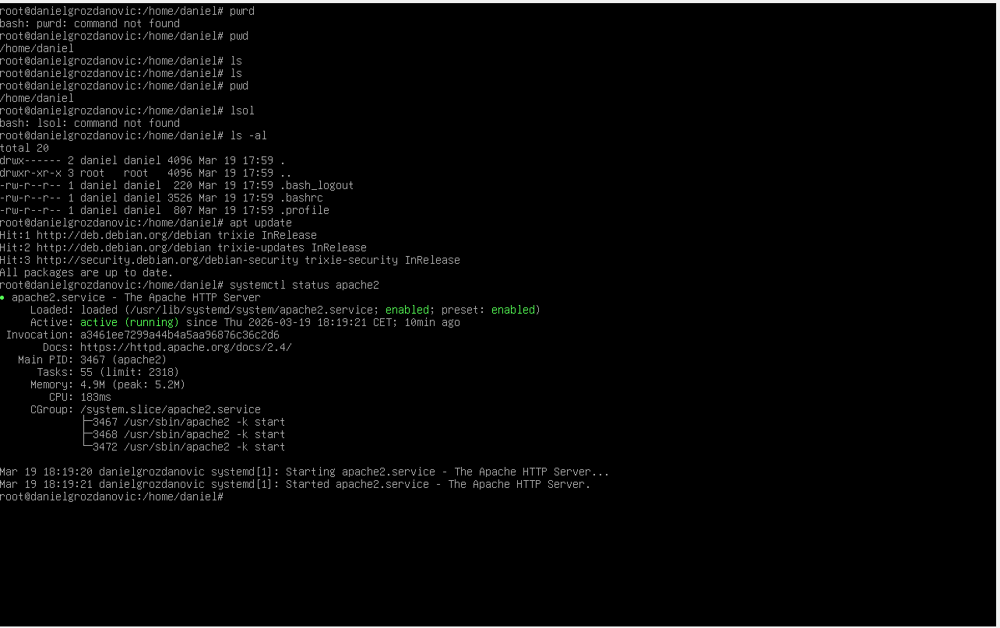 root@danielgrozdanovic:/home/daniel# pwrd
bash: pwrd: command not found
root@danielgrozdanovic:/home/daniel# pwd
/home/daniel
root@danielgrozdanovic:/home/daniel# ls
root@danielgrozdanovic:/home/daniel# ls
root@danielgrozdanovic:/home/daniel# pwd
/home/daniel
root@danielgrozdanovic:/home/daniel# lsol
bash: lsol: command not found
root@danielgrozdanovic:/home/daniel# ls -al
total 20
drwx------ 2 daniel daniel 4096 Mar 19 17:59 .
drwxr-xr-x 3 root   root   4096 Mar 19 17:59 ..
-rw-r--r-- 1 daniel daniel  220 Mar 19 17:59 .bash_logout
-rw-r--r-- 1 daniel daniel 3526 Mar 19 17:59 .bashrc
-rw-r--r-- 1 daniel daniel  807 Mar 19 17:59 .profile
root@danielgrozdanovic:/home/daniel# apt update
Hit:1 http://deb.debian.org/debian trixie InRelease
Hit:2 http://deb.debian.org/debian trixie-updates InRelease
Hit:3 http://security.debian.org/debian-security trixie-security InRelease
All packages are up to date.
root@danielgrozdanovic:/home/daniel# systemctl status apache2
● apache2.service - The Apache HTTP Server
     Loaded: loaded (/usr/lib/systemd/system/apache2.service; enabled; preset: enabled)
     Active: active (running) since Thu 2026-03-19 18:19:21 CET; 10min ago
 Invocation: a3461ee7299a44b4a5aa96876c36c2d6
       Docs: https://httpd.apache.org/docs/2.4/
   Main PID: 3467 (apache2)
      Tasks: 55 (limit: 2318)
     Memory: 4.9M (peak: 5.2M)
        CPU: 183ms
     CGroup: /system.slice/apache2.service
             ├─3467 /usr/sbin/apache2 -k start
             ├─3468 /usr/sbin/apache2 -k start
             └─3472 /usr/sbin/apache2 -k start

Mar 19 18:19:20 danielgrozdanovic systemd[1]: Starting apache2.service - The Apache HTTP Server...
Mar 19 18:19:21 danielgrozdanovic systemd[1]: Started apache2.service - The Apache HTTP Server.
root@danielgrozdanovic:/home/daniel#